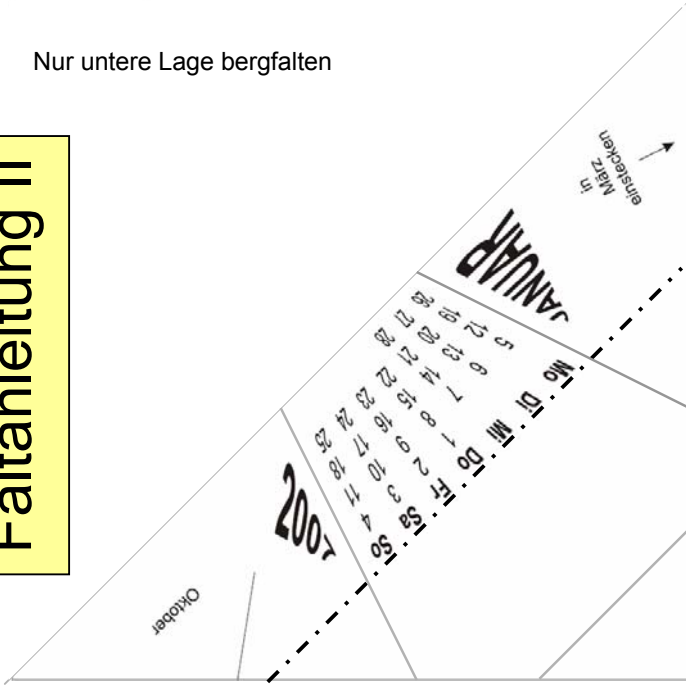 Nur untere Lage bergfalten
Faltanleitung II
in
März
einstecken
JANUAR
Mo 5 12 19 26
Di 6 13 20 27
Mi 7 14 21 28
Do 1 8 15 22
Fr 2 9 16 23
Sa 3 10 17 24
So 4 11 18 25
Oktober